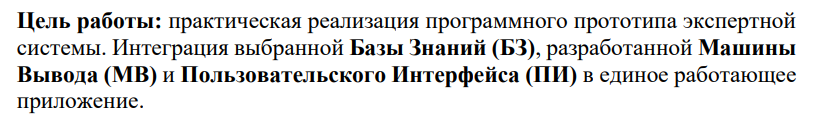 Цель работы: практическая реализация программного прототипа экспертной
системы. Интеграция выбранной Базы Знаний (БЗ), разработанной Машины
Вывода (МВ) и Пользовательского Интерфейса (ПИ) в единое работающее
приложение.